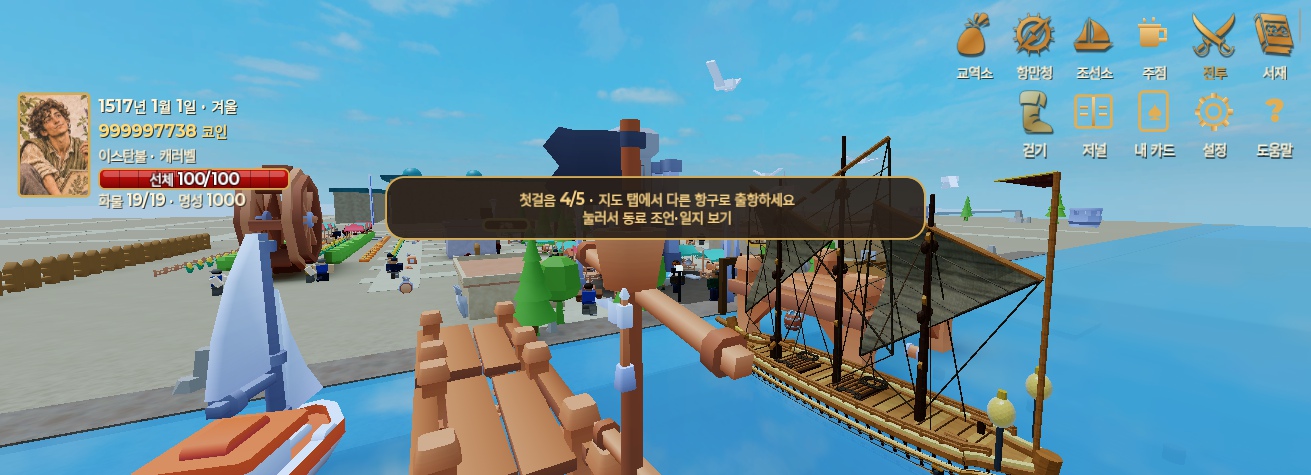 1517년 1월 1일 · 겨울
999997738 코인
이스탄불 · 캐러벨
선체 100/100
화물 19/19 · 명성 1000
첫걸음 4/5 · 지도 탭에서 다른 항구로 출항하세요
눌러서 동료 조언·일지 보기
교역소 항만청 조선소 주점 전투 서재
걷기 저널 내 카드 설정 도움말
?